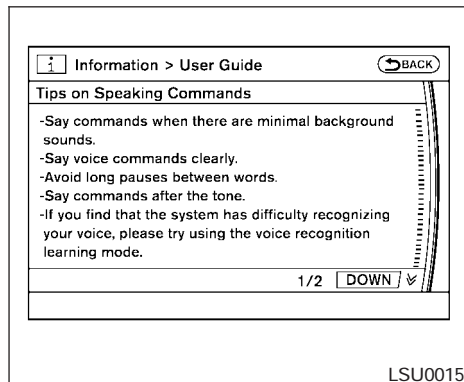 i Information > User Guide BACK
Tips on Speaking Commands
-Say commands when there are minimal background
sounds.
-Say voice commands clearly.
-Avoid long pauses between words.
-Say commands after the tone.
-If you find that the system has difficulty recognizing
your voice, please try using the voice recognition
learning mode.
1/2 DOWN
LSU0015